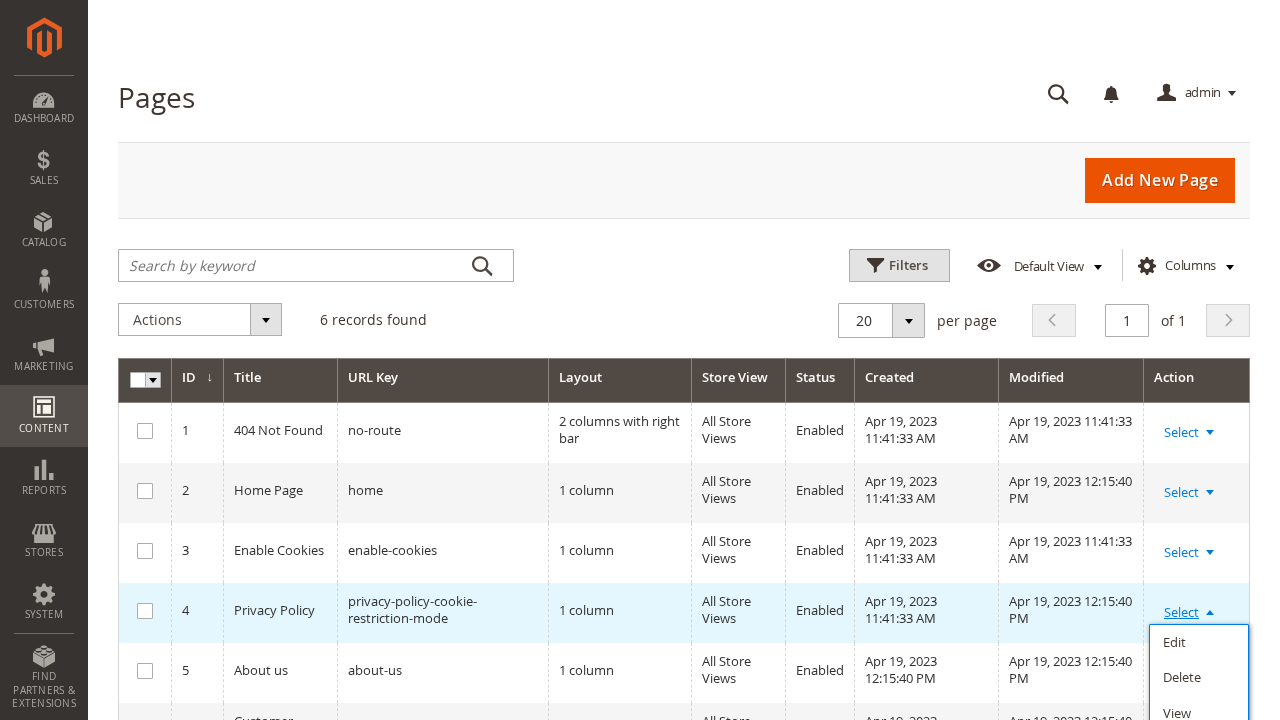 DASHBOARD
SALES
CATALOG
CUSTOMERS
MARKETING
CONTENT
REPORTS
STORES
SYSTEM
FIND
PARTNERS &
EXTENSIONS
Pages
admin
Add New Page
Search by keyword
Filters
Default View
Columns
Actions
6 records found
20
per page
1
of 1
ID ↓ Title URL Key Layout Store View Status Created Modified Action
1 404 Not Found no-route 2 columns with right bar All Store Views Enabled Apr 19, 2023 11:41:33 AM Apr 19, 2023 11:41:33 AM Select
2 Home Page home 1 column All Store Views Enabled Apr 19, 2023 11:41:33 AM Apr 19, 2023 12:15:40 PM Select
3 Enable Cookies enable-cookies 1 column All Store Views Enabled Apr 19, 2023 11:41:33 AM Apr 19, 2023 11:41:33 AM Select
4 Privacy Policy privacy-policy-cookie-restriction-mode 1 column All Store Views Enabled Apr 19, 2023 11:41:33 AM Apr 19, 2023 12:15:40 PM Select
Edit
5 About us about-us 1 column All Store Views Enabled Apr 19, 2023 12:15:40 PM Apr 19, 2023 12:15:40 PM
Delete
View
Customer All Store Apr 19, 2023 Apr 19, 2023 12:15:40